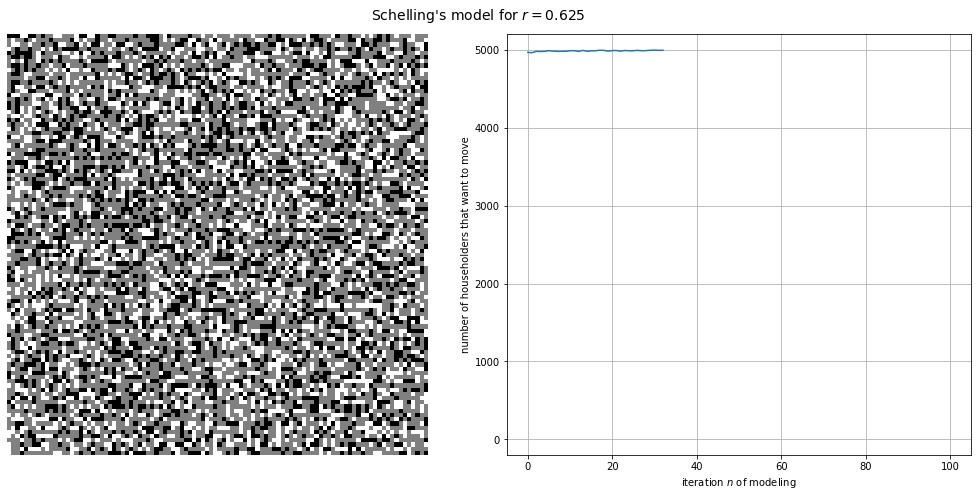 Schelling's model for r = 0.625
number of householders that want to move
5000
4000
3000
2000
1000
0
0 20 40 60 80 100
iteration n of modeling